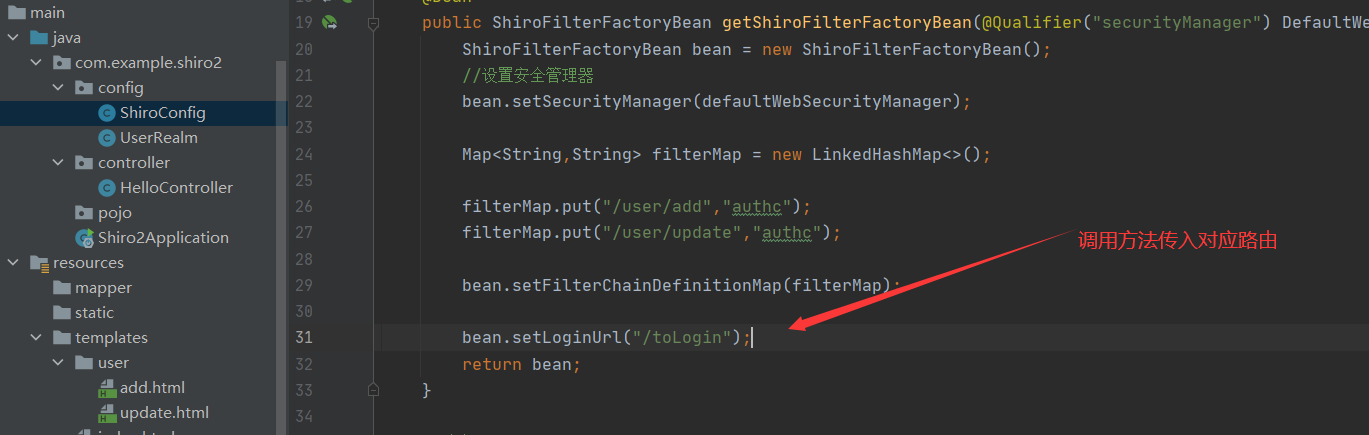 main
java
com.example.shiro2
config
ShiroConfig
UserRealm
controller
HelloController
pojo
Shiro2Application
resources
mapper
static
templates
user
add.html
update.html
19 public ShiroFilterFactoryBean getShiroFilterFactoryBean(@Qualifier("securityManager") DefaultWe
20 ShiroFilterFactoryBean bean = new ShiroFilterFactoryBean();
21 //设置安全管理器
22 bean.setSecurityManager(defaultWebSecurityManager);
23
24 Map<String,String> filterMap = new LinkedHashMap<>();
25
26 filterMap.put("/user/add","authc");
27 filterMap.put("/user/update","authc");
28
29 bean.setFilterChainDefinitionMap(filterMap);
30
31 bean.setLoginUrl("/toLogin");
32 return bean;
33 }
34
调用方法传入对应路由